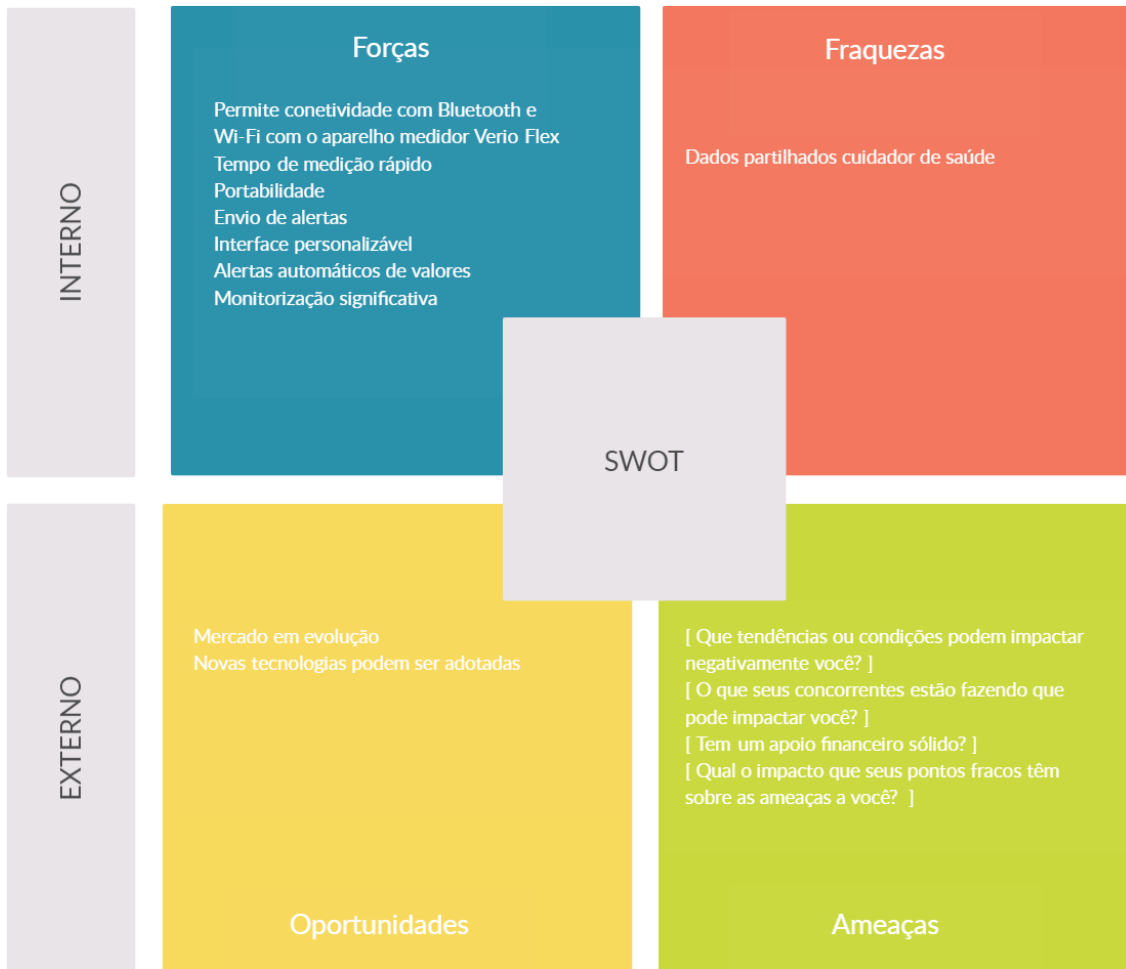 INTERNO
Forças
Permite conetividade com Bluetooth e
Wi-Fi com o aparelho medidor Verio Flex
Tempo de medição rápido
Portabilidade
Envio de alertas
Interface personalizável
Alertas automáticos de valores
Monitorização significativa
Fraquezas
Dados partilhados cuidador de saúde
SWOT
EXTERNO
Mercado em evolução
Novas tecnologias podem ser adotadas
Oportunidades
[ Que tendências ou condições podem impactar
negativamente você? ]
[ O que seus concorrentes estão fazendo que
pode impactar você? ]
[ Tem um apoio financeiro sólido? ]
[ Qual o impacto que seus pontos fracos têm
sobre as ameaças a você?  ]
Ameaças